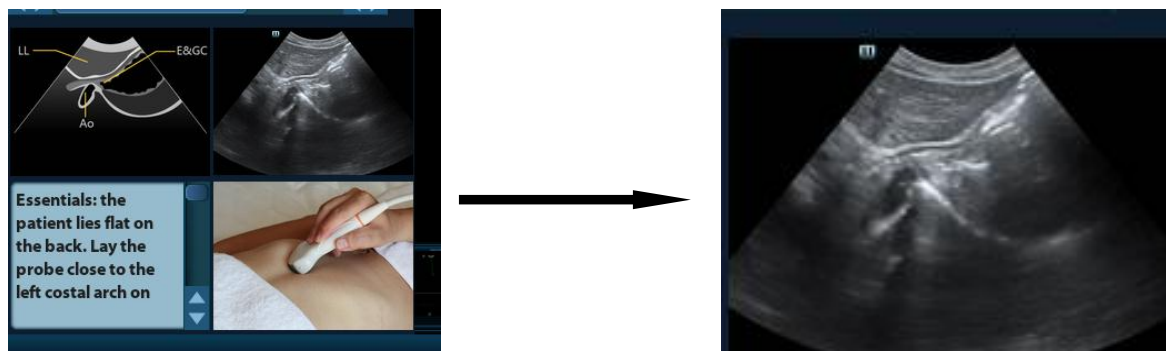 LL
E&GC
Ao
Essentials: the
patient lies flat on
the back. Lay the
probe close to the
left costal arch on